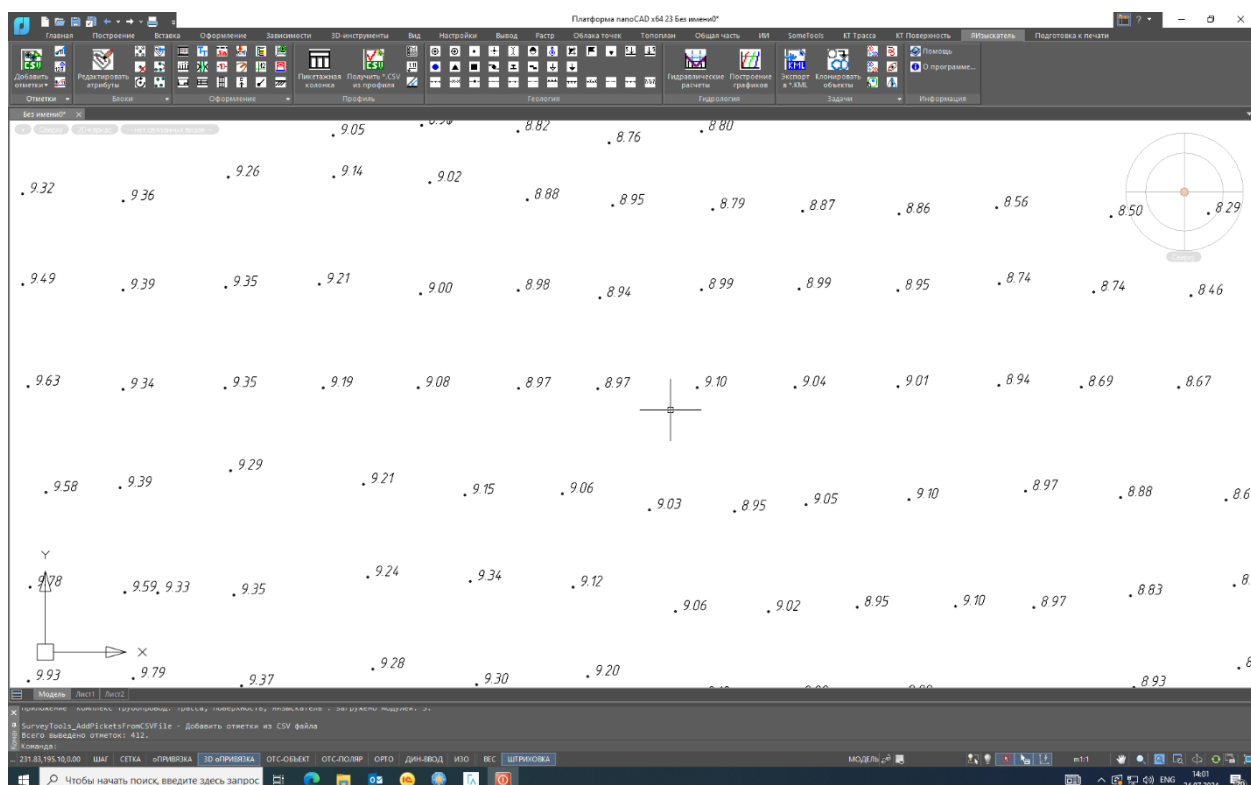 Платформа nanoCAD x64 23 Без имени0*
Главная Построение Вставка Оформление Зависимости 3D-инструменты Вид Настройки Вывод Растр Облака точек Топоплан Общая часть ИИ SomeTools КТ Трасса КТ Поверхность ЯИзыскатель Подготовка к печати
Добавить отметки Редактировать атрибуты Пикетажная колонка Получить *.CSV из профиля Гидравлические расчеты Построение графиков Экспорт в *.XML Клонировать объекты Помощь
О программе...
Отметки Блоки Оформление Профиль Геология Гидрология Задачи Информация
Без имени0*
Сверху 2D-каркас
9.05 8.82 8.76 8.80
9.32 9.36 9.26 9.14 9.02 8.88 8.95 8.79 8.87 8.86 8.56 8.50 8.29
Сверху
9.49 9.39 9.35 9.21 9.00 8.98 8.94 8.99 8.99 8.95 8.74 8.74 8.46
9.63 9.34 9.35 9.19 9.08 8.97 8.97 9.10 9.04 9.01 8.94 8.69 8.67
9.58 9.39 9.29 9.21 9.15 9.06 9.03 8.95 9.05 9.10 8.97 8.88
Y
9.78 9.59 9.33 9.35 9.24 9.34 9.12 9.06 9.02 8.95 9.10 8.97 8.83
X
9.93 9.79 9.37 9.28 9.30 9.20 8.93
Модель Лист1 Лист2
SurveyTools_AddPicketsFromCSVFile - Добавить отметки из CSV файла
Всего выведено отметок: 412.
Команда:
231.83,195.10,0.00 ШАГ СЕТКА оПРИВЯЗКА 3D оПРИВЯЗКА ОТС-ОБЪЕКТ ОТС-ПОЛЯР ОРТО ДИН-ВВОД ИЗО ВЕС ШТРИХОВКА МОДЕЛЬ m1:1
Чтобы начать поиск, введите здесь запрос ENG 14:01